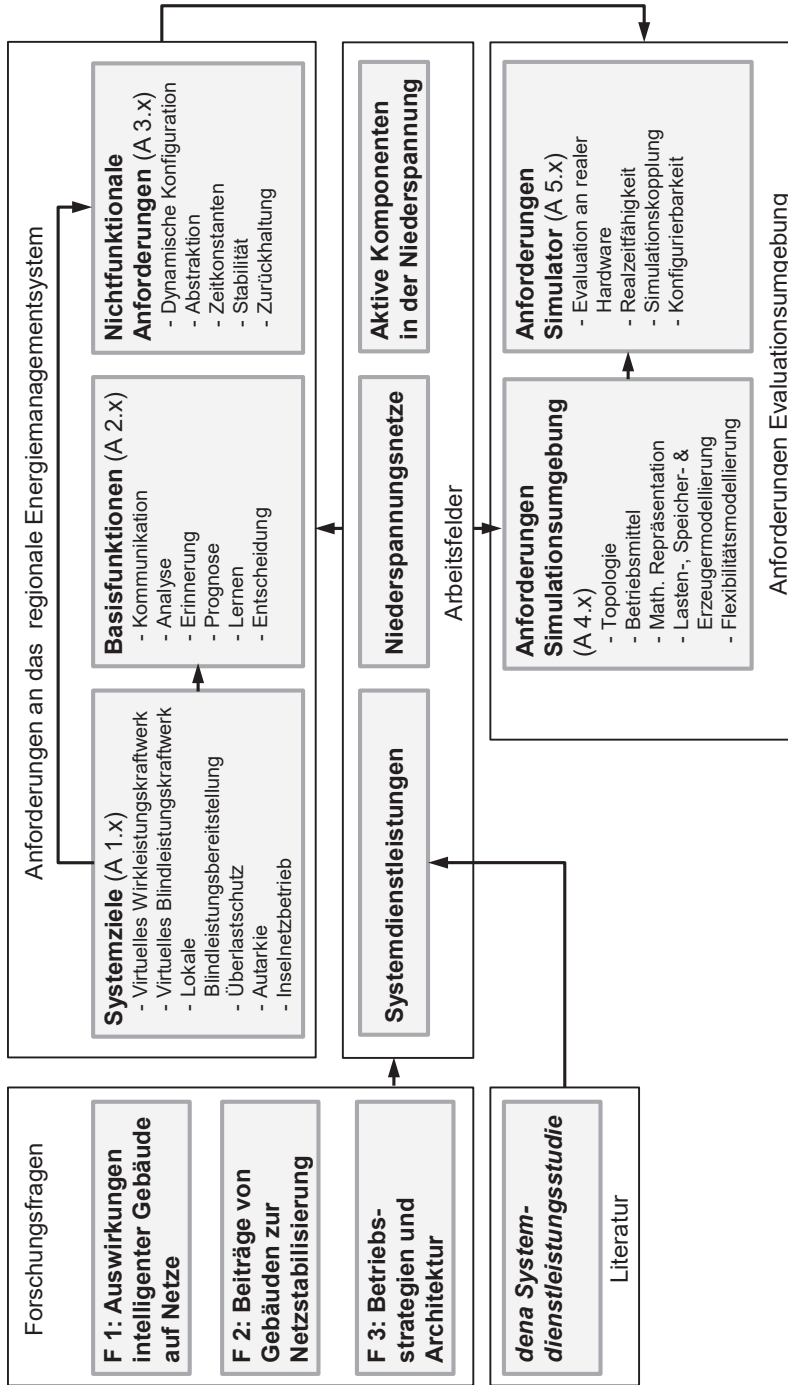 Forschungsfragen
F 1: Auswirkungen
intelligenter Gebäude
auf Netze
F 2: Beiträge von
Gebäuden zur
Netzstabilisierung
F 3: Betriebs-
strategien und
Architektur
dena System-
dienstleistungsstudie
Literatur
Anforderungen an das regionale Energiemanagementsystem
Systemziele (A 1.x)
- Virtuelles Wirkleistungskraftwerk
- Virtuelles Blindleistungskraftwerk
- Lokale
Blindleistungsbereitstellung
- Überlastschutz
- Autarkie
- Inselnetzbetrieb
Basisfunktionen (A 2.x)
- Kommunikation
- Analyse
- Erinnerung
- Prognose
- Lernen
- Entscheidung
Nichtfunktionale
Anforderungen (A 3.x)
- Dynamische Konfiguration
- Abstraktion
- Zeitkonstanten
- Stabilität
- Zurückhaltung
Systemdienstleistungen
Niederspannungsnetze
Aktive Komponenten
in der Niederspannung
Arbeitsfelder
Anforderungen
Simulationsumgebung
(A 4.x)
- Topologie
- Betriebsmittel
- Math. Repräsentation
- Lasten-, Speicher- &
Erzeugermodellierung
- Flexibilitätsmodellierung
Anforderungen
Simulator (A 5.x)
- Evaluation an realer
Hardware
- Realzeitfähigkeit
- Simulationskopplung
- Konfigurierbarkeit
Anforderungen Evaluationsumgebung